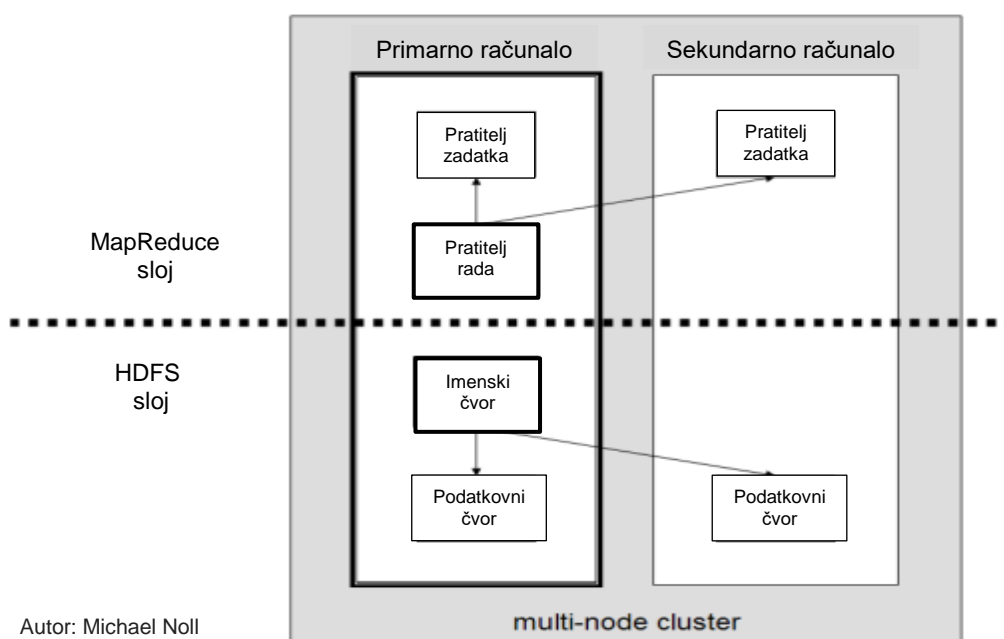 Primarno računalo
Sekundarno računalo
Pratitelj
zadatka
Pratitelj
zadatka
MapReduce
sloj
Pratitelj
rada
HDFS
sloj
Imenski
čvor
Podatkovni
čvor
Podatkovni
čvor
Autor: Michael Noll
multi-node cluster